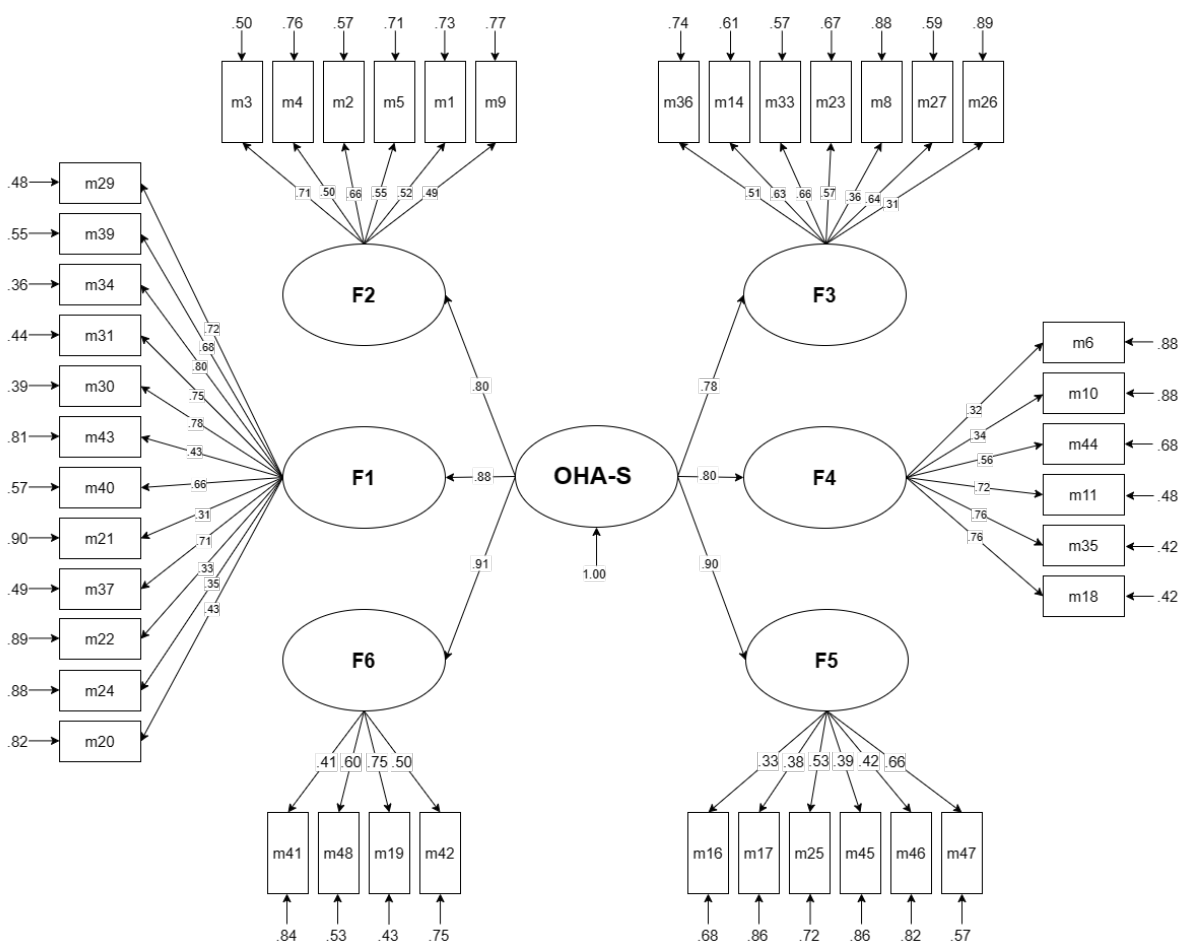 .50 .76 .57 .71 .73 .77
.74 .61 .57 .67 .88 .59 .89
m3 m4 m2 m5 m1 m9
m36 m14 m33 m23 m8 m27 m26
.71 .50 .66 .55 .52 .49
.51 .63 .66 .57 .36 .64 .31
F2
F3
.80
.78
.48 m29
.55 m39
.36 m34
.44 m31
.39 m30
.81 m43
.57 m40
.90 m21
.49 m37
.89 m22
.88 m24
.82 m20
.72
.68
.80
.75
.78
.43
.66
.31
.71
.33
.35
.43
F1
.88
OHA-S
1.00
.80
F4
.32
.34
.56
.72
.76
.76
m6 .88
m10 .88
m44 .68
m11 .48
m35 .42
m18 .42
.91
.90
F6
F5
.41 .60 .75 .50
.33 .38 .53 .39 .42 .66
m41 m48 m19 m42
m16 m17 m25 m45 m46 m47
.84 .53 .43 .75
.68 .86 .72 .86 .82 .57